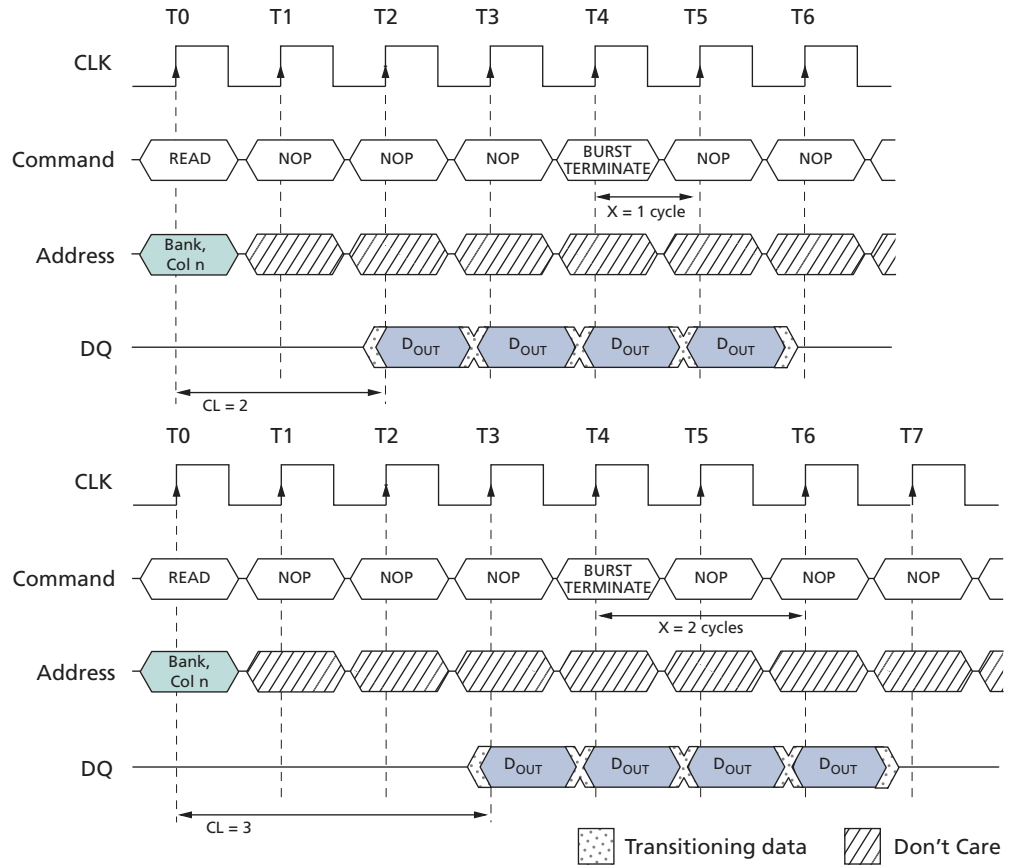 T0 T1 T2 T3 T4 T5 T6
CLK
Command READ NOP NOP NOP BURST TERMINATE NOP NOP
X = 1 cycle
Address Bank, Col n
DQ DOUT DOUT DOUT DOUT
CL = 2
T0 T1 T2 T3 T4 T5 T6 T7
CLK
Command READ NOP NOP NOP BURST TERMINATE NOP NOP NOP
X = 2 cycles
Address Bank, Col n
DQ DOUT DOUT DOUT DOUT
CL = 3
Transitioning data Don't Care